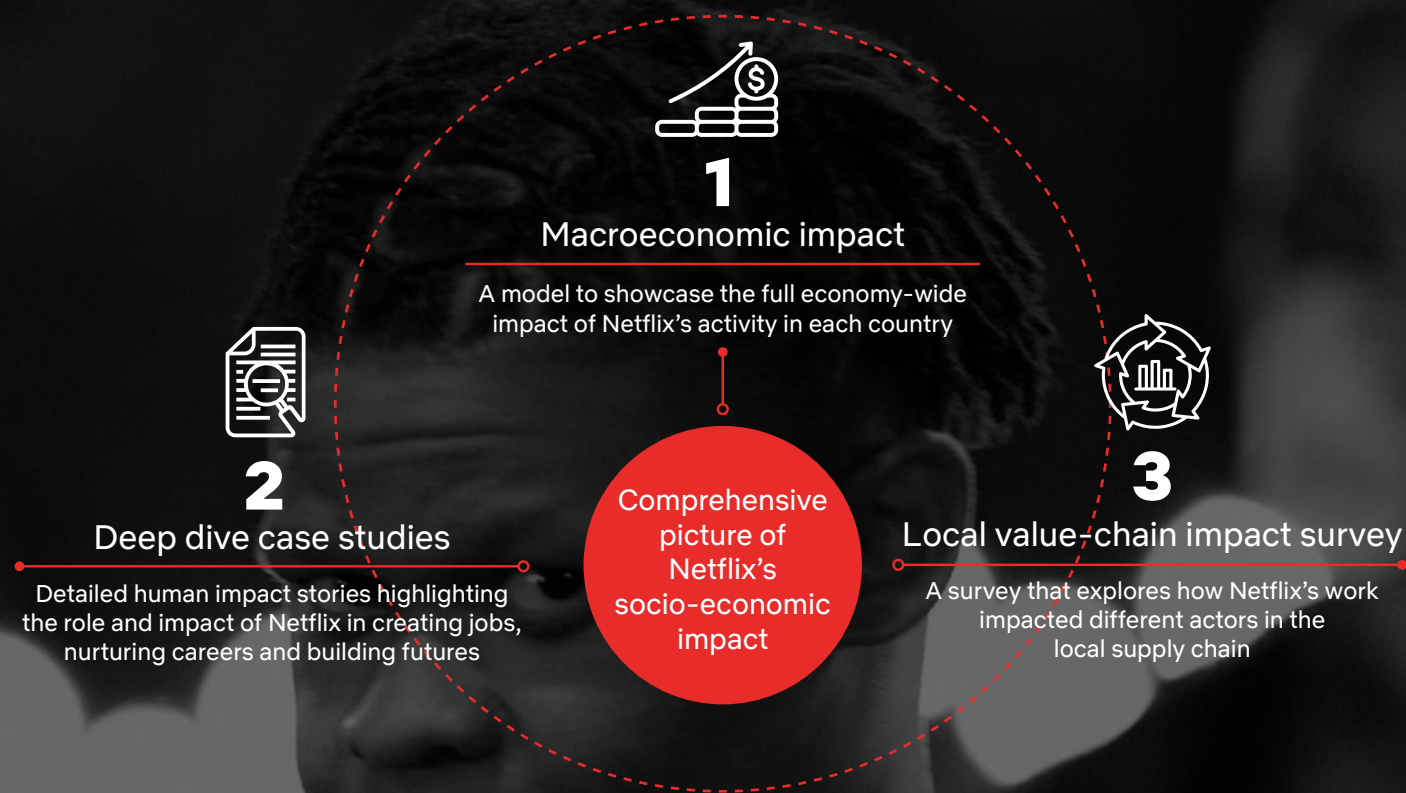 1
Macroeconomic impact
A model to showcase the full economy-wide
impact of Netflix’s activity in each country
2
Deep dive case studies
Detailed human impact stories highlighting
the role and impact of Netflix in creating jobs,
nurturing careers and building futures
Comprehensive
picture of
Netflix’s
socio-economic
impact
3
Local value-chain impact survey
A survey that explores how Netflix’s work
impacted different actors in the
local supply chain